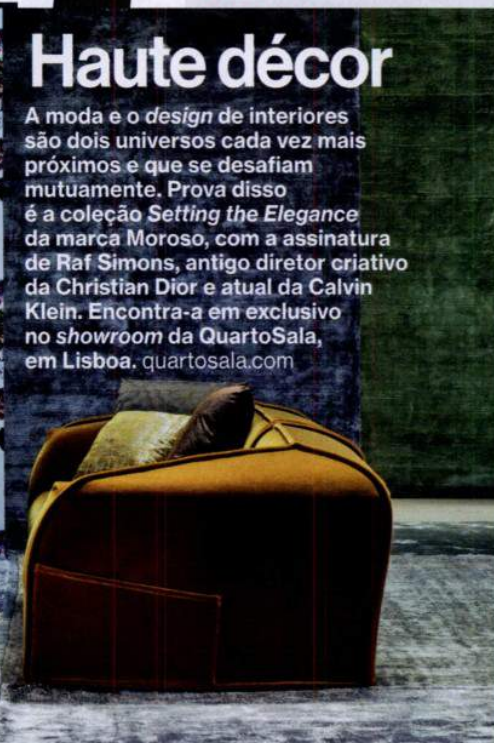 Haute décor
A moda e o design de interiores
são dois universos cada vez mais
próximos e que se desafiam
mutuamente. Prova disso
é a coleção Setting the Elegance
da marca Moroso, com a assinatura
de Raf Simons, antigo diretor criativo
da Christian Dior e atual da Calvin
Klein. Encontra-a em exclusivo
no showroom da QuartoSala,
em Lisboa. quartosala.com